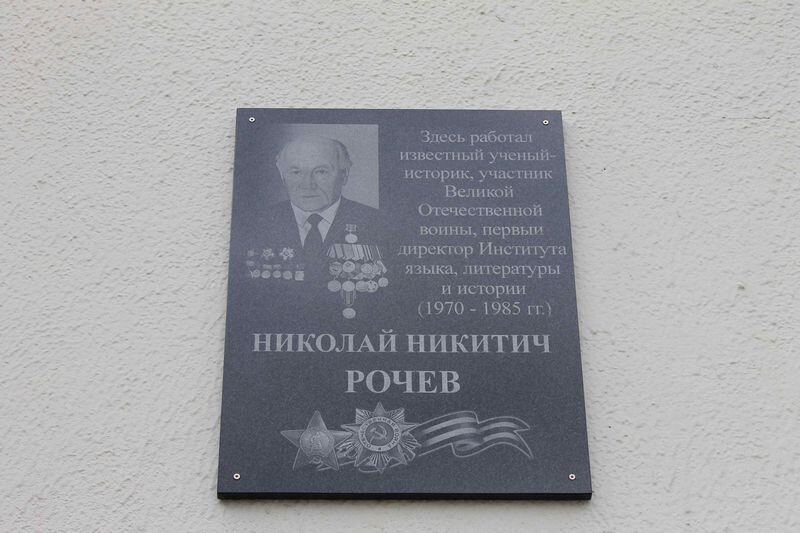 Здесь работал
известный ученый-
историк, участник
Великой
Отечественной
войны, первый
директор Института
языка, литературы
и истории
(1970 - 1985 гг.)
НИКОЛАЙ НИКИТИЧ
РОЧЕВ